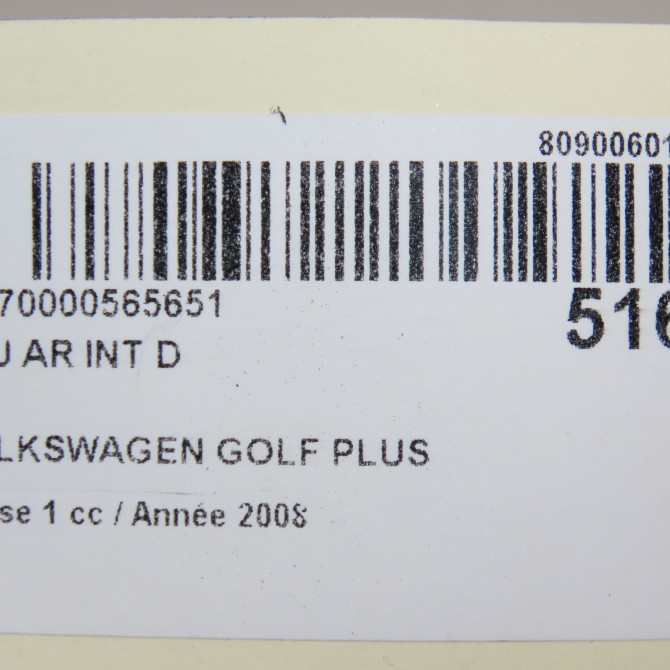 80900601
70000565651
516
U AR INT D
LKSWAGEN GOLF PLUS
se 1 cc / Année 2008